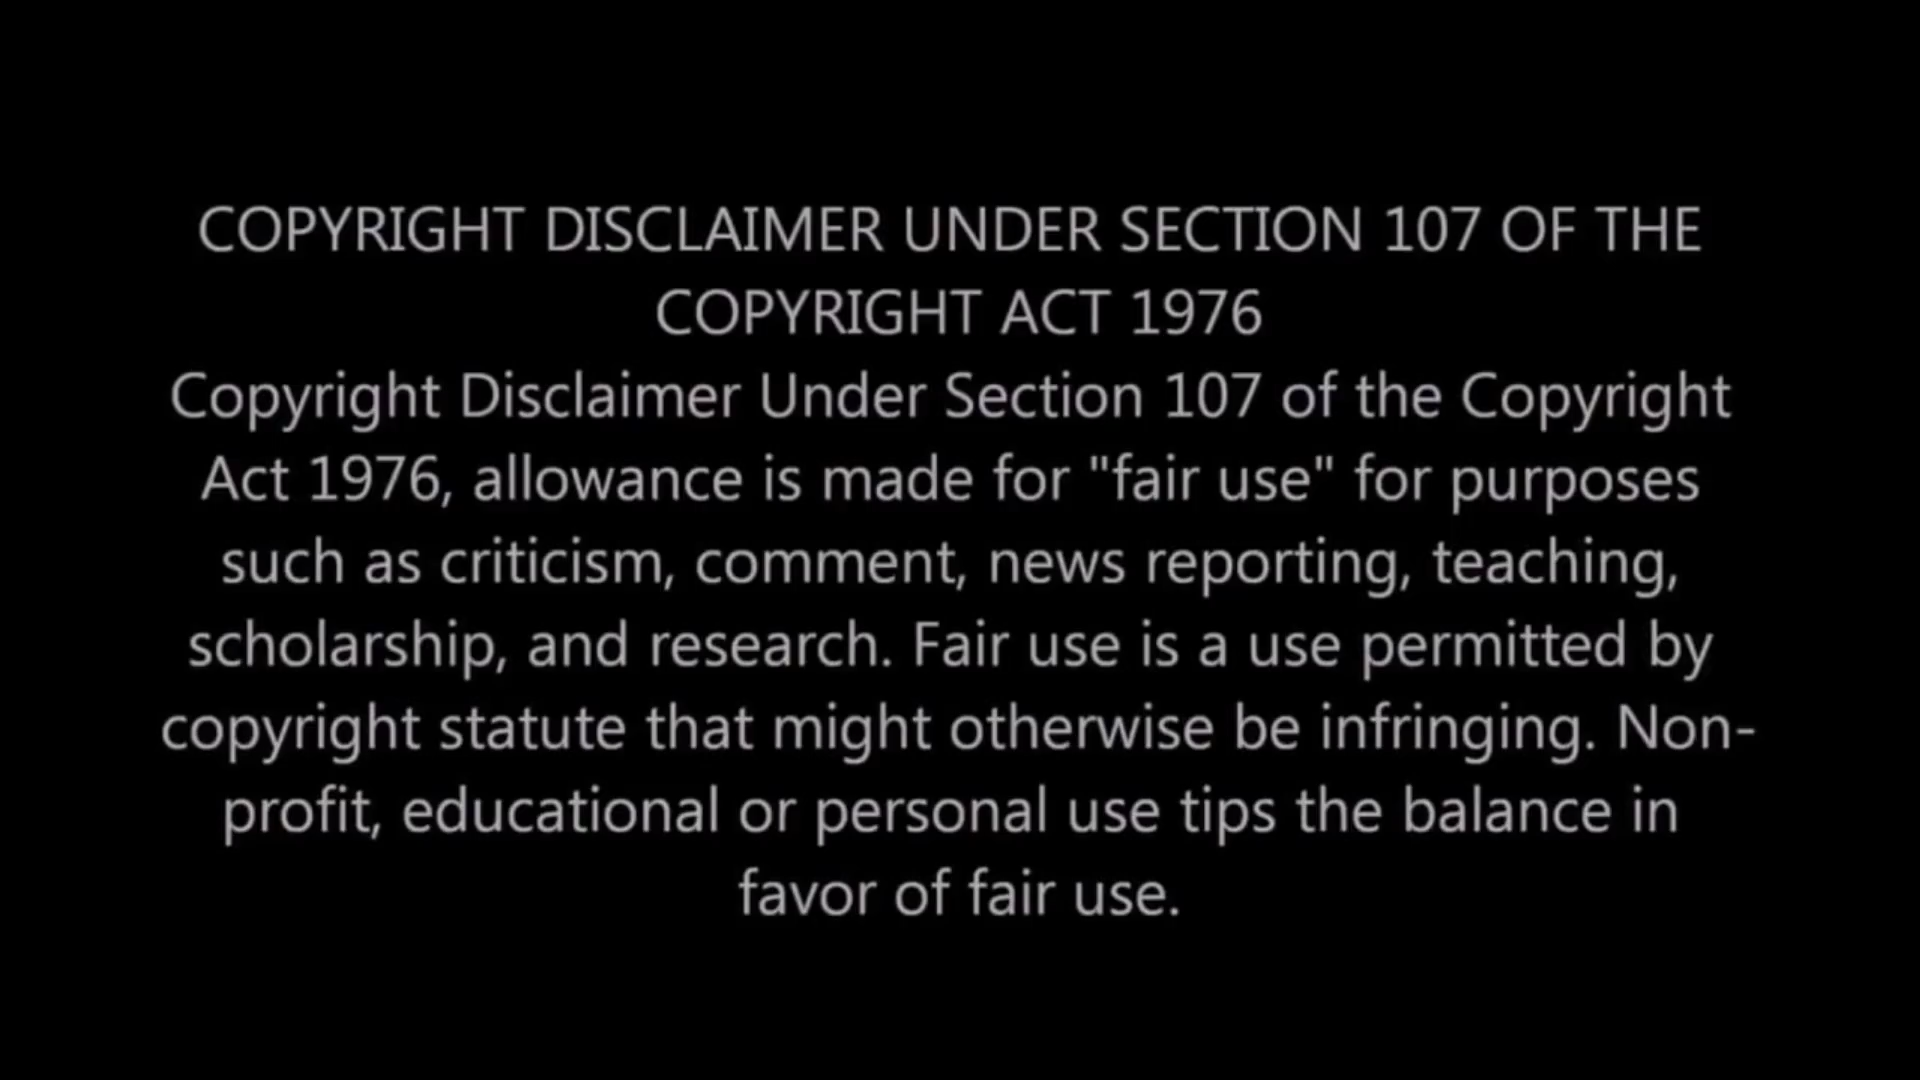 COPYRIGHT DISCLAIMER UNDER SECTION 107 OF THE
COPYRIGHT ACT 1976
Copyright Disclaimer Under Section 107 of the Copyright
Act 1976, allowance is made for "fair use" for purposes
such as criticism, comment, news reporting, teaching,
scholarship, and research. Fair use is a use permitted by
copyright statute that might otherwise be infringing. Non-
profit, educational or personal use tips the balance in
favor of fair use.